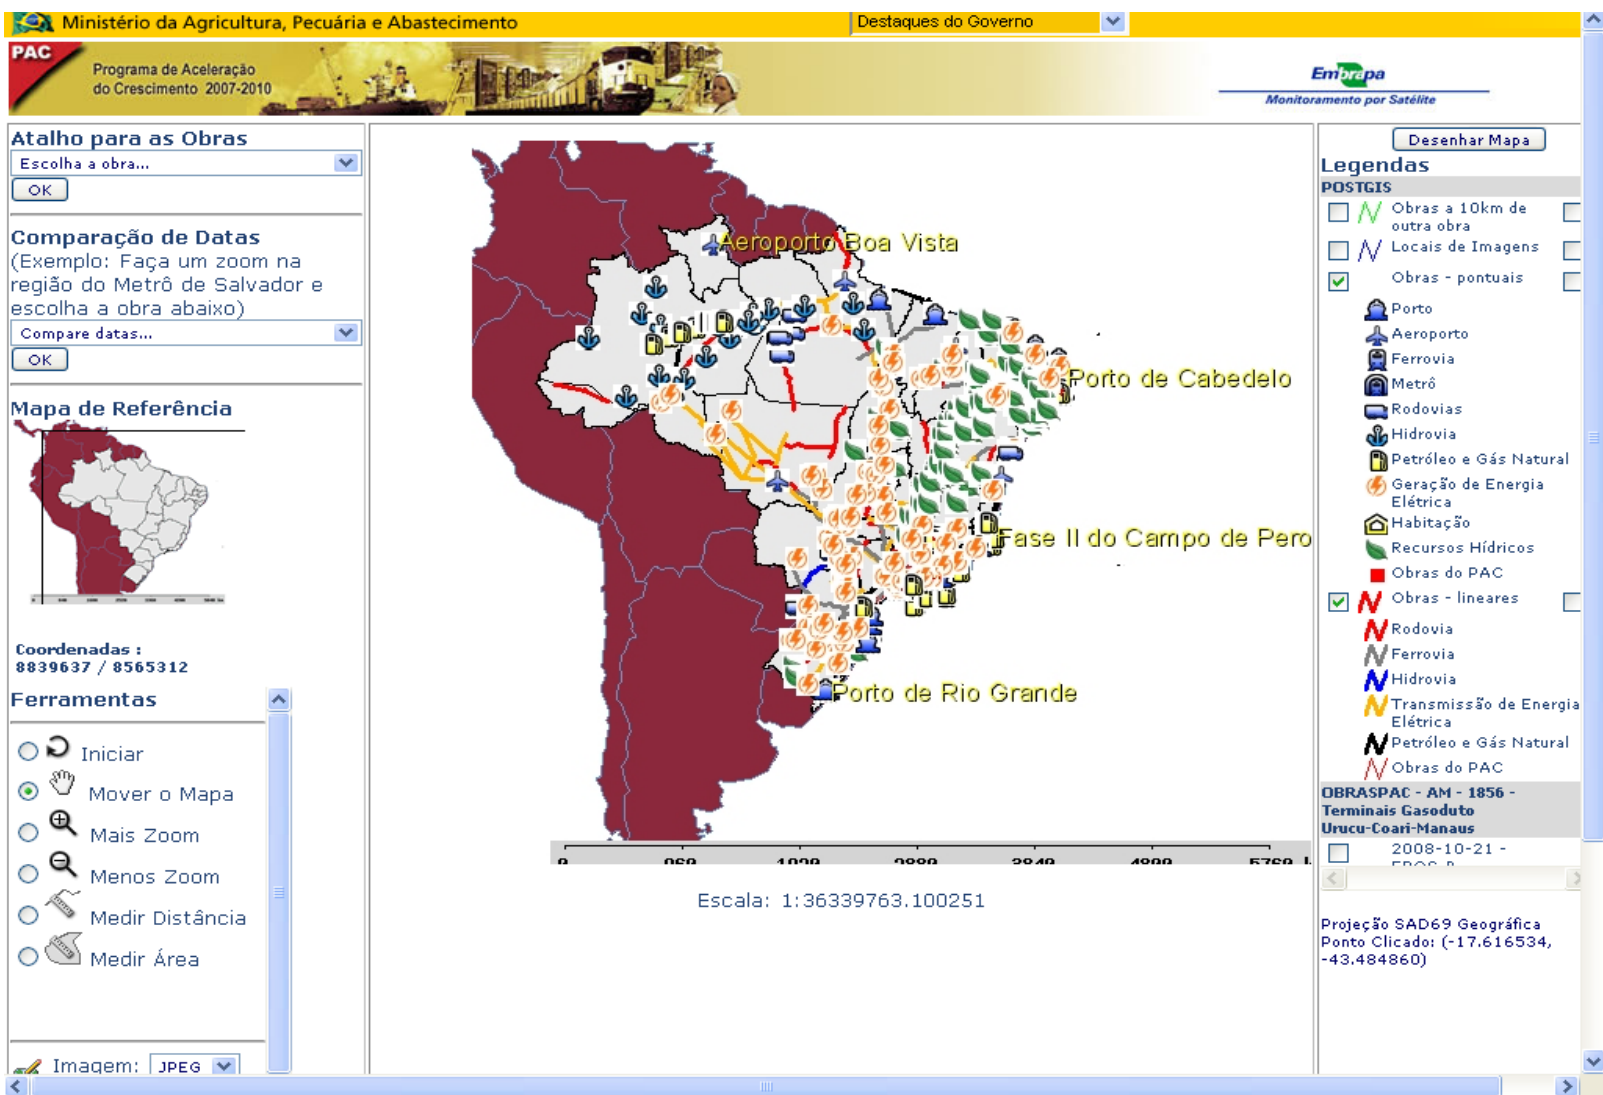 Ministério da Agricultura, Pecuária e Abastecimento
Destaques do Governo
PAC
Programa de Aceleração
do Crescimento 2007-2010
Embrapa
Monitoramento por Satélite
Atalho para as Obras
Escolha a obra...
OK
Comparação de Datas
(Exemplo: Faça um zoom na
região do Metrô de Salvador e
escolha a obra abaixo)
Compare datas...
OK
Mapa de Referência
Coordenadas :
8839637 / 8565312
Ferramentas
Iniciar
Mover o Mapa
Mais Zoom
Menos Zoom
Medir Distância
Medir Área
Imagem: JPEG
Aeroporto Boa Vista
Porto de Cabedelo
Fase II do Campo de Pero
Porto de Rio Grande
0 960 1920 2880 3840 4800 5760
Escala: 1:36339763.100251
Desenhar Mapa
Legendas
POSTGIS
Obras a 10km de
outra obra
Locais de Imagens
Obras - pontuais
Porto
Aeroporto
Ferrovia
Metrô
Rodovias
Hidrovia
Petróleo e Gás Natural
Geração de Energia
Elétrica
Habitação
Recursos Hídricos
Obras do PAC
Obras - lineares
Rodovia
Ferrovia
Hidrovia
Transmissão de Energia
Elétrica
Petróleo e Gás Natural
Obras do PAC
OBRASPAC - AM - 1856 -
Terminais Gasoduto
Urucu-Coari-Manaus
2008-10-21 -
EROS B
Projeção SAD69 Geográfica
Ponto Clicado: (-17.616534,
-43.484860)